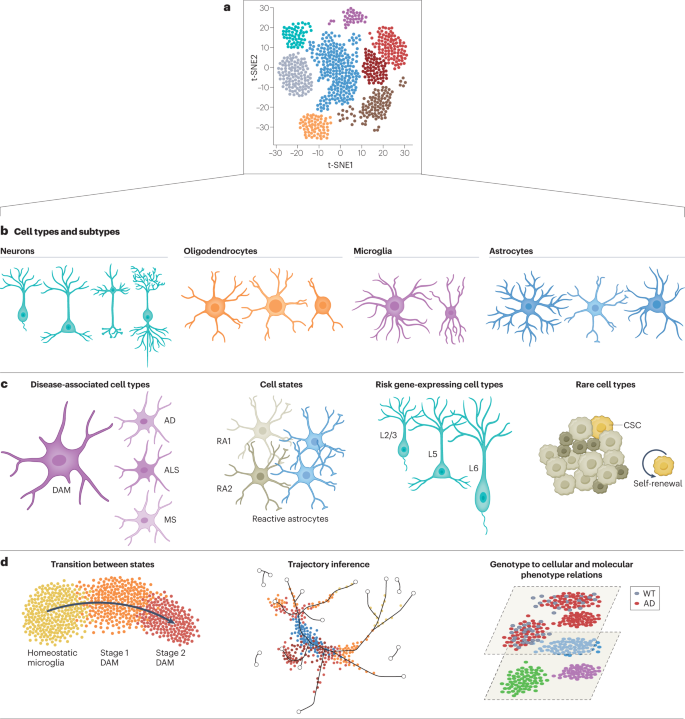 a
30
20
10
0
–10
–20
–30
t-SNE2
–30 –20 –10 0 10 20 30
t-SNE1
b Cell types and subtypes
Neurons Oligodendrocytes Microglia Astrocytes
c Disease-associated cell types Cell states Risk gene-expressing cell types Rare cell types
DAM
AD
ALS
MS
RA1
RA2
Reactive astrocytes
L2/3
L5
L6
CSC
Self-renewal
d Transition between states Trajectory inference Genotype to cellular and molecular
phenotype relations
Homeostatic
microglia
Stage 1
DAM
Stage 2
DAM
WT
AD